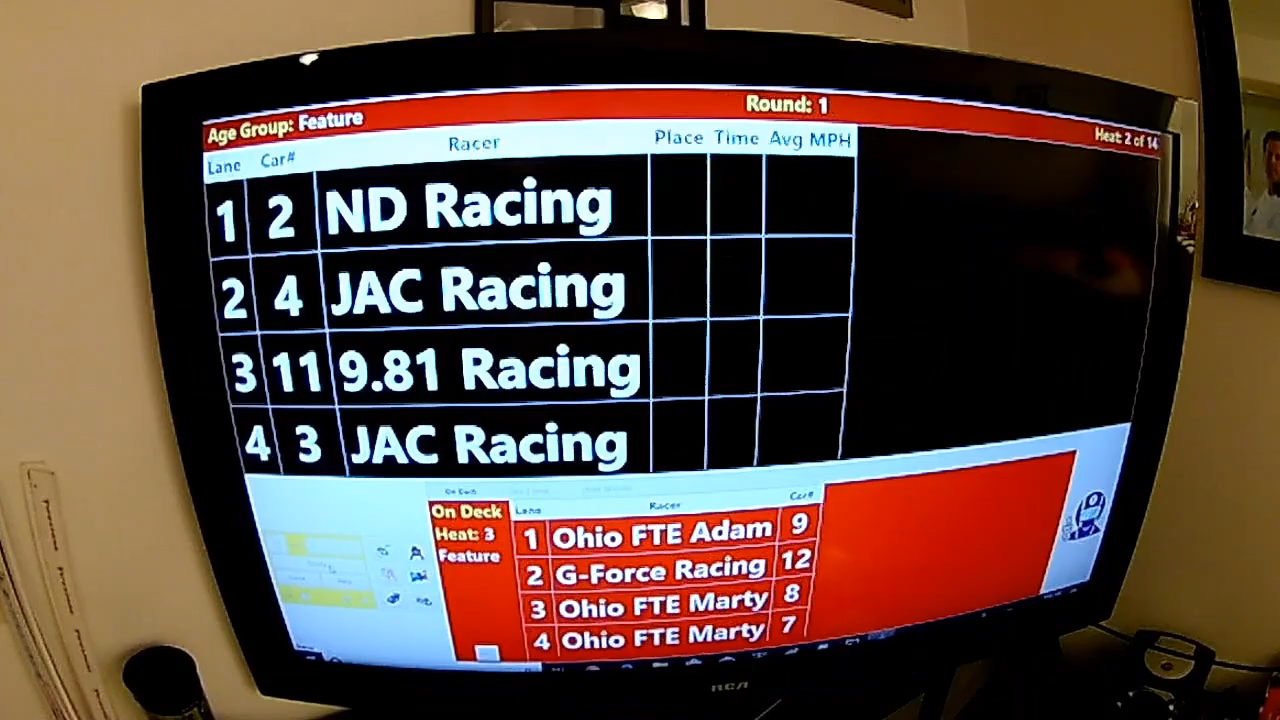 Age Group: Feature Round: 1 Heat: 2 of 14
Lane Car# Racer Place Time Avg MPH
1 2 ND Racing
2 4 JAC Racing
3 11 9.81 Racing
4 3 JAC Racing
On Deck
Heat: 3
Feature
Lane Racer Car#
1 Ohio FTE Adam 9
2 G-Force Racing 12
3 Ohio FTE Marty 8
4 Ohio FTE Marty 7
RCA